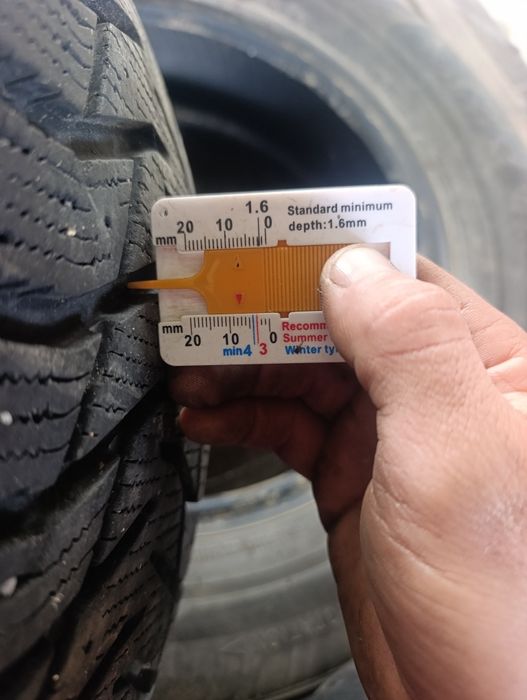 1.6
20 10 0
mm
Standard minimum
depth:1.6mm
mm
20 10 0
min4 3
Recomm
Summer
Winter ty